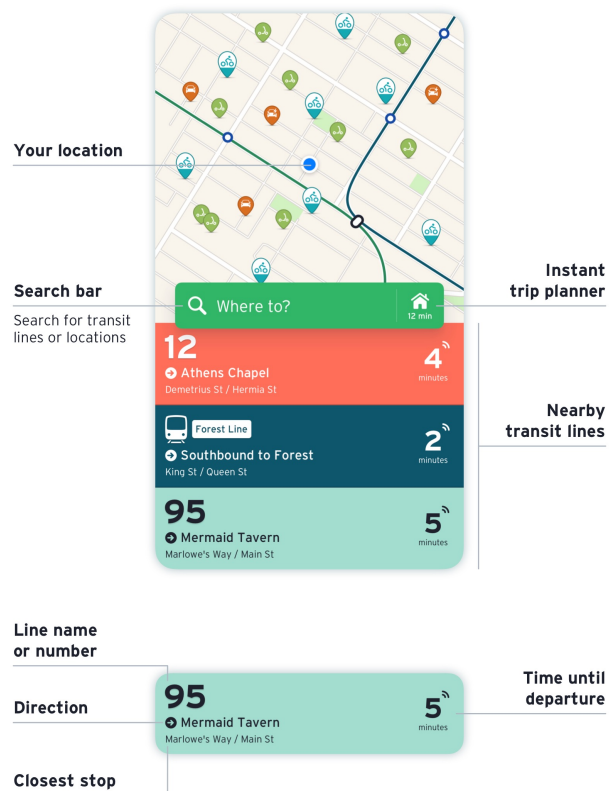 Your location
Search bar
Search for transit
lines or locations
Where to?
12 min
Instant
trip planner
12
Athens Chapel
Demetrius St / Hermia St
4
minutes
Forest Line
Southbound to Forest
King St / Queen St
2
minutes
Nearby
transit lines
95
Mermaid Tavern
Marlowe's Way / Main St
5
minutes
Line name
or number
Direction
Closest stop
95
Mermaid Tavern
Marlowe's Way / Main St
5
minutes
Time until
departure